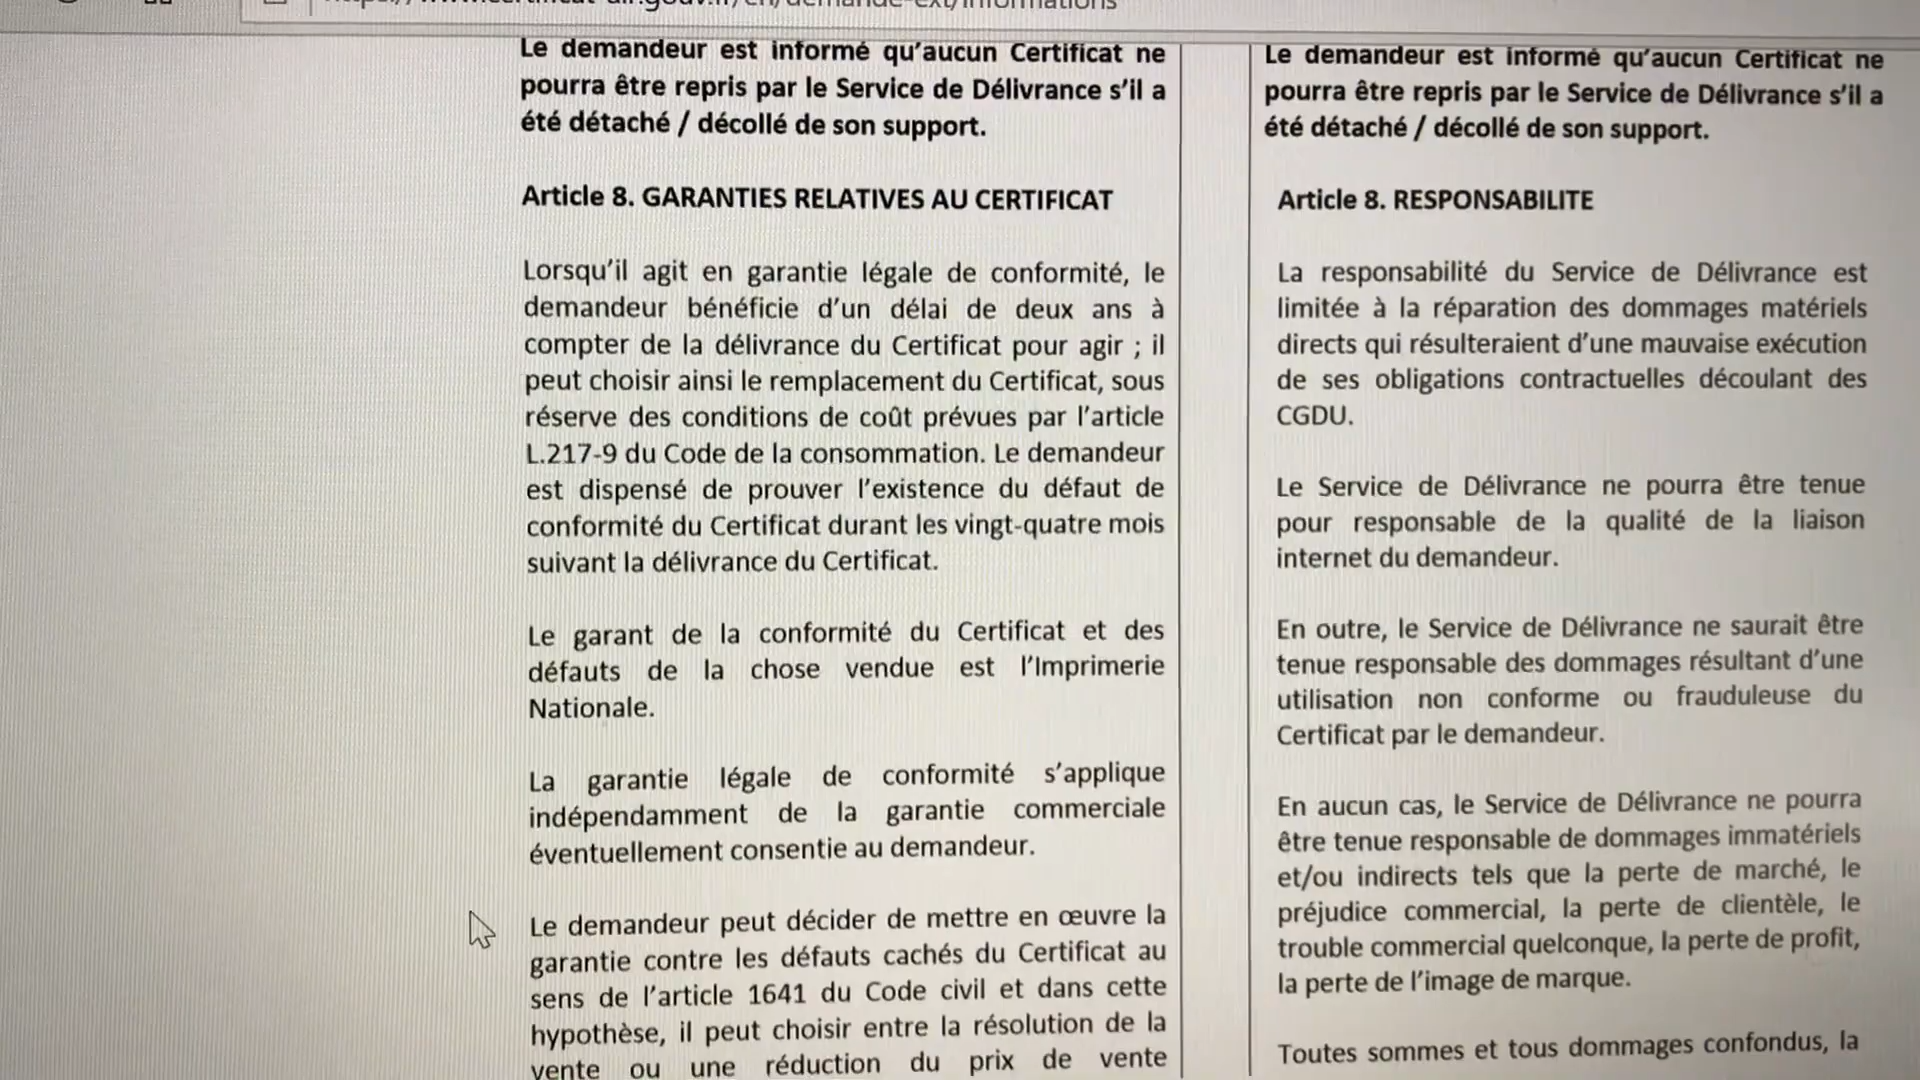 Le demandeur est informé qu'aucun Certificat ne
pourra être repris par le Service de Délivrance s'il a
été détaché / décollé de son support.
Article 8. GARANTIES RELATIVES AU CERTIFICAT
Lorsqu'il agit en garantie légale de conformité, le
demandeur bénéficie d'un délai de deux ans à
compter de la délivrance du Certificat pour agir ; il
peut choisir ainsi le remplacement du Certificat, sous
réserve des conditions de coût prévues par l'article
L.217-9 du Code de la consommation. Le demandeur
est dispensé de prouver l'existence du défaut de
conformité du Certificat durant les vingt-quatre mois
suivant la délivrance du Certificat.
Le garant de la conformité du Certificat et des
défauts de la chose vendue est l'Imprimerie
Nationale.
La garantie légale de conformité s'applique
indépendamment de la garantie commerciale
éventuellement consentie au demandeur.
Le demandeur peut décider de mettre en œuvre la
garantie contre les défauts cachés du Certificat au
sens de l'article 1641 du Code civil et dans cette
hypothèse, il peut choisir entre la résolution de la
vente ou une réduction du prix de vente
Le demandeur est informé qu'aucun Certificat ne
pourra être repris par le Service de Délivrance s'il a
été détaché / décollé de son support.
Article 8. RESPONSABILITE
La responsabilité du Service de Délivrance est
limitée à la réparation des dommages matériels
directs qui résulteraient d'une mauvaise exécution
de ses obligations contractuelles découlant des
CGDU.
Le Service de Délivrance ne pourra être tenue
pour responsable de la qualité de la liaison
internet du demandeur.
En outre, le Service de Délivrance ne saurait être
tenue responsable des dommages résultant d'une
utilisation non conforme ou frauduleuse du
Certificat par le demandeur.
En aucun cas, le Service de Délivrance ne pourra
être tenue responsable de dommages immatériels
et/ou indirects tels que la perte de marché, le
préjudice commercial, la perte de clientèle, le
trouble commercial quelconque, la perte de profit,
la perte de l'image de marque.
Toutes sommes et tous dommages confondus, la